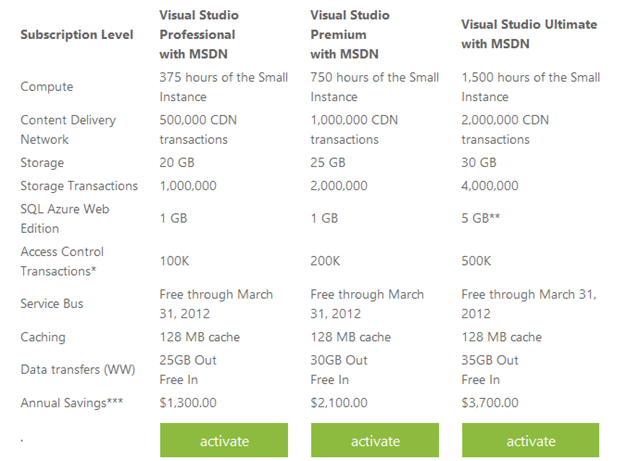 Subscription Level
Visual Studio
Professional
with MSDN
Visual Studio
Premium
with MSDN
Visual Studio Ultimate
with MSDN
Compute
375 hours of the Small
Instance
750 hours of the Small
Instance
1,500 hours of the Small
Instance
Content Delivery
Network
500,000 CDN
transactions
1,000,000 CDN
transactions
2,000,000 CDN
transactions
Storage
20 GB
25 GB
30 GB
Storage Transactions
1,000,000
2,000,000
4,000,000
SQL Azure Web
Edition
1 GB
1 GB
5 GB**
Access Control
Transactions*
100K
200K
500K
Service Bus
Free through March
31, 2012
Free through March
31, 2012
Free through March 31,
2012
Caching
128 MB cache
128 MB cache
128 MB cache
Data transfers (WW)
25GB Out
Free In
30GB Out
Free In
35GB Out
Free In
Annual Savings***
$1,300.00
$2,100.00
$3,700.00
.
activate
activate
activate